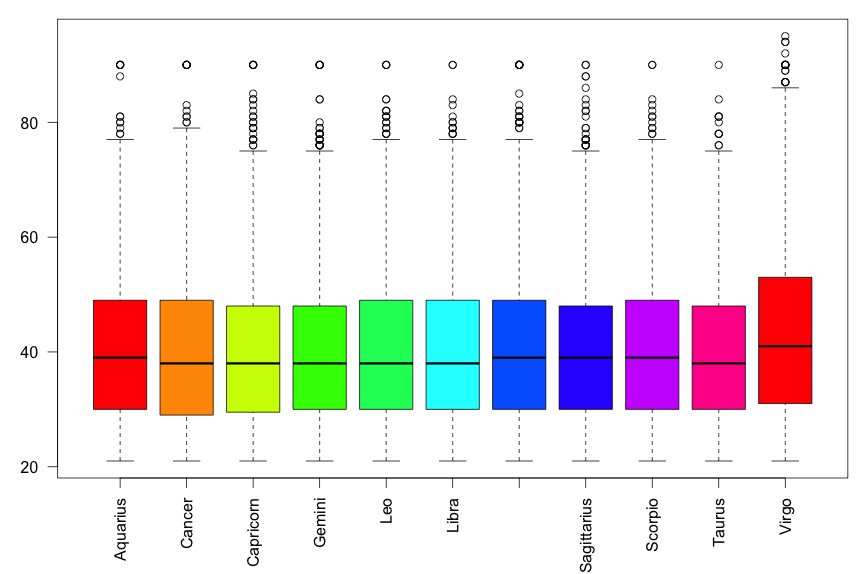 80
60
40
20
Aquarius
Cancer
Capricorn
Gemini
Leo
Libra
Sagittarius
Scorpio
Taurus
Virgo